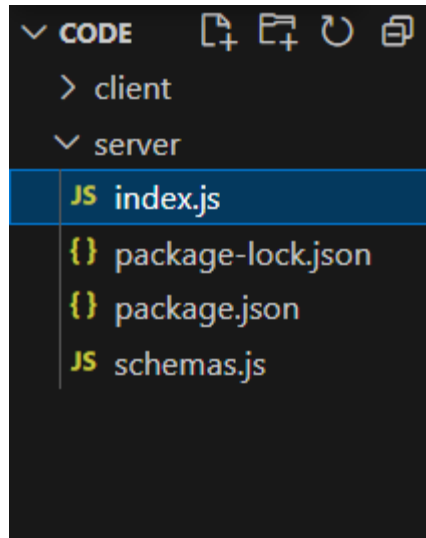 CODE
client
server
JS index.js
{} package-lock.json
{} package.json
JS schemas.js